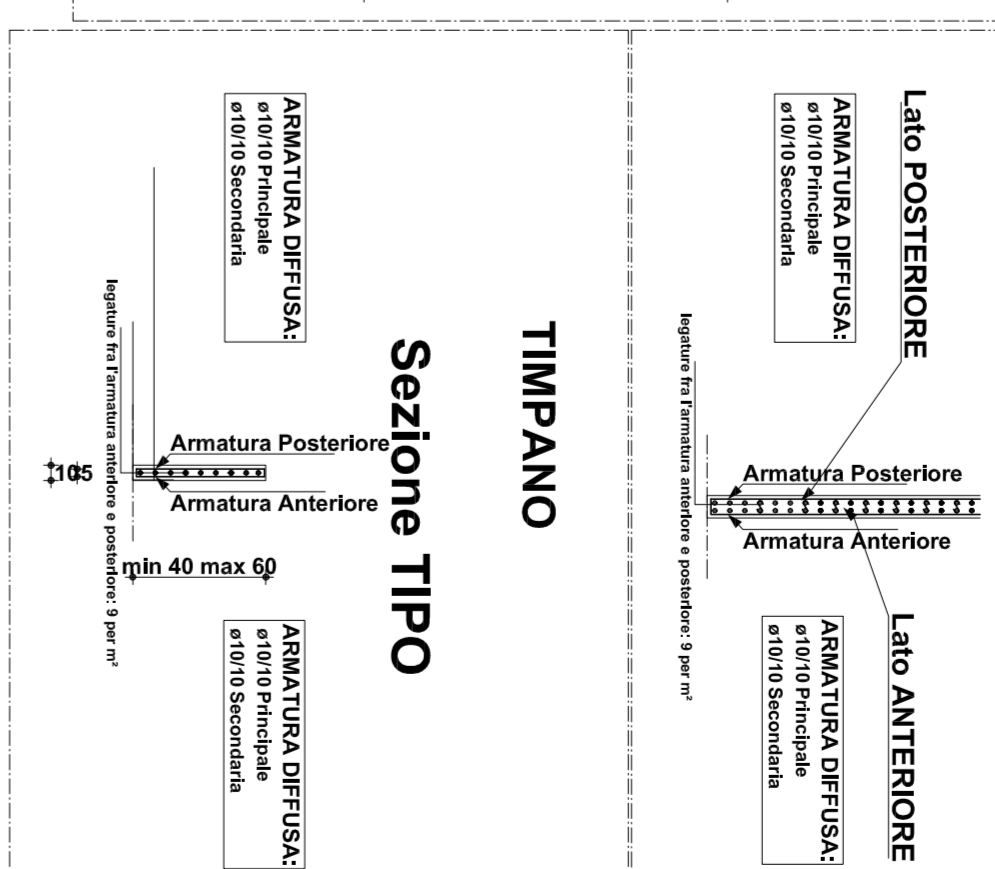 ARMATURA DIFFUSA:
ø10/10 Principale
ø10/10 Secondaria
ARMATURA DIFFUSA:
ø10/10 Principale
ø10/10 Secondaria
Lato POSTERIORE
TIMPANO
Sezione TIPO
legature fra l'armatura anteriore e posteriore: 9 per m²
legature fra l'armatura anteriore e posteriore: 9 per m²
Armatura Posteriore
Armatura Anteriore
min 40 max 60
Armatura Posteriore
Armatura Anteriore
ARMATURA DIFFUSA:
ø10/10 Principale
ø10/10 Secondaria
ARMATURA DIFFUSA:
ø10/10 Principale
ø10/10 Secondaria
Lato ANTERIORE